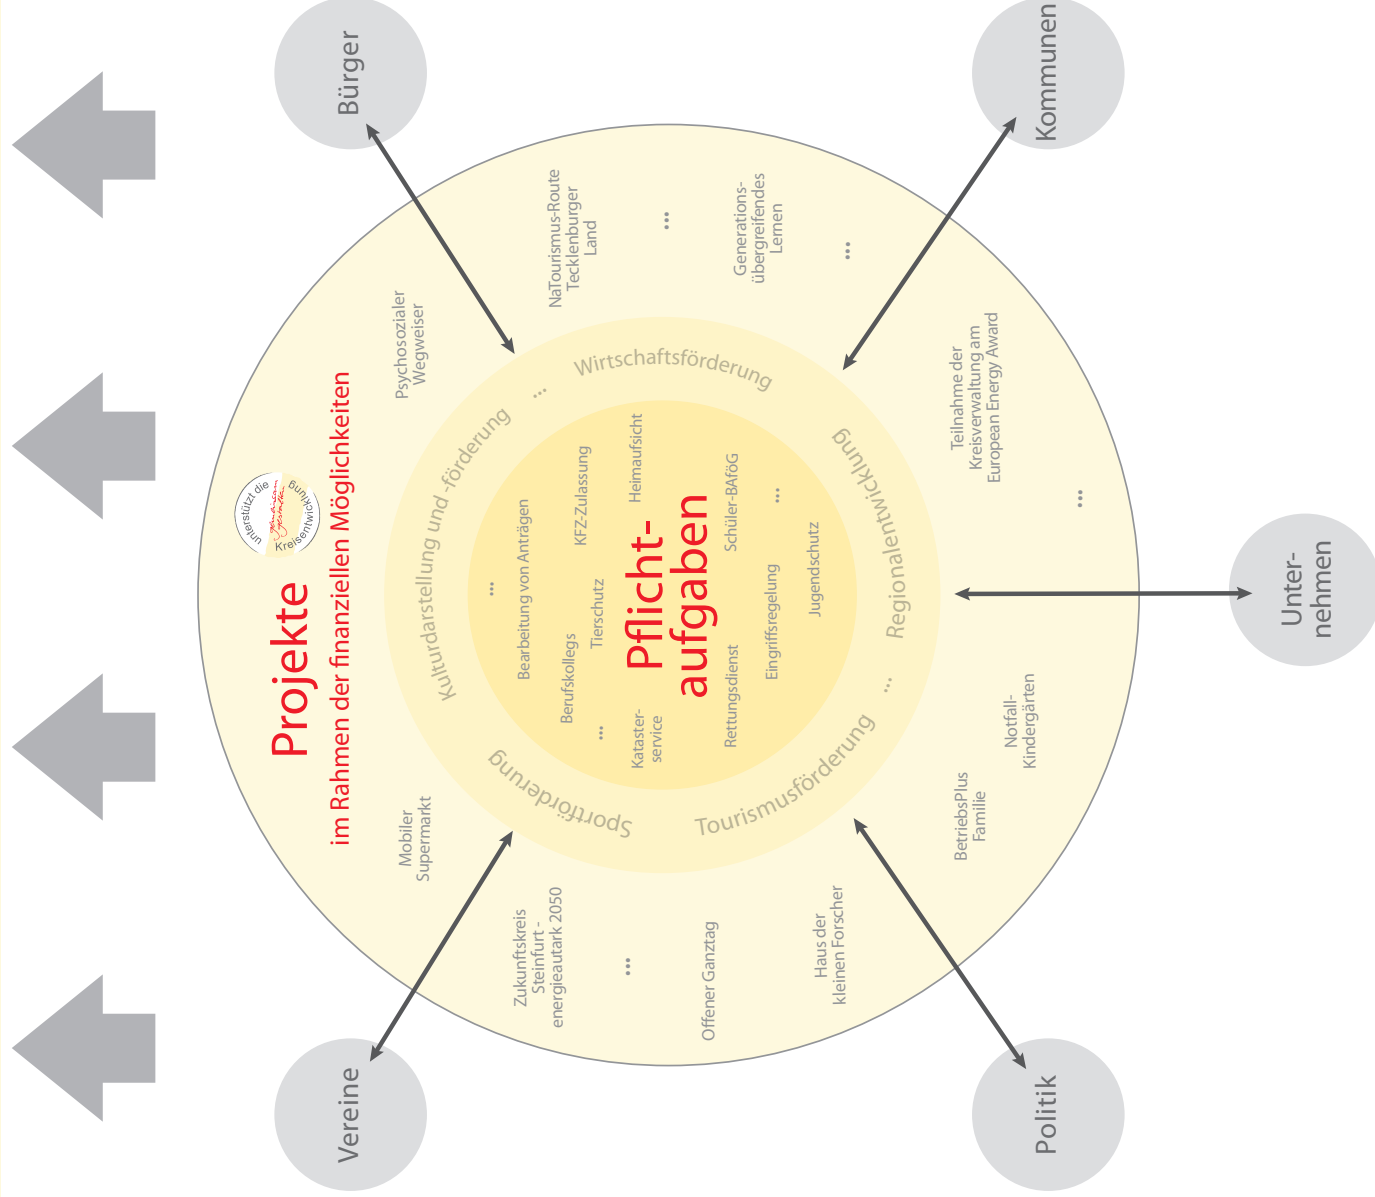 Projekte
unterstützt die
gemeinsam
gestalten
Kreisentwicklung
im Rahmen der finanziellen Möglichkeiten
Vereine
Bürger
Mobiler
Supermarkt
Psychosozialer
Wegweiser
Kulturdarstellung und -förderung
...
Sportförderung
Wirtschaftsförderung
Tourismusförderung
...
Regionalentwicklung
Zukunftskreis
Steinfurt -
energieautark 2050
...
NaTourismus-Route
Tecklenburger
Land
...
...
Bearbeitung von Anträgen
Berufskollegs
KFZ-Zulassung
Tierschutz
...
Kataster-
service
Heimaufsicht
Pflicht-
aufgaben
Rettungsdienst
Schüler-BAföG
Eingriffsregelung
...
Jugendschutz
Offener Ganztag
Generations-
übergreifendes
Lernen
...
Haus der
kleinen Forscher
BetriebsPlus
Familie
Teilnahme der
Kreisverwaltung am
European Energy Award
Notfall-
Kindergärten
...
Politik
Kommunen
Unter-
nehmen